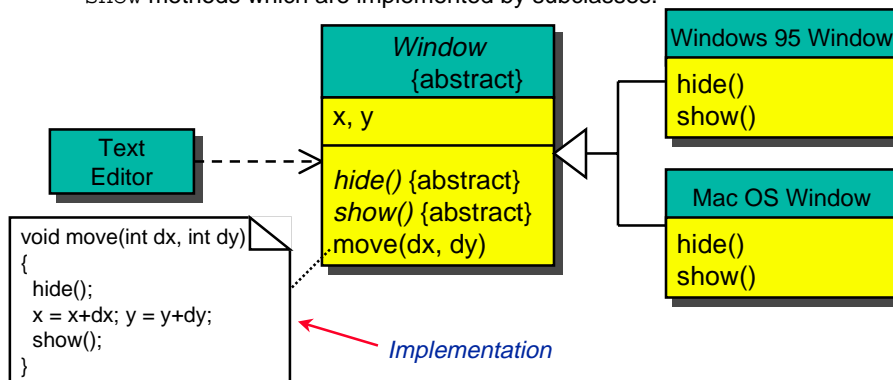 show methods which are implemented by subclasses.
Window
{abstract}
x, y
hide() {abstract}
show() {abstract}
move(dx, dy)
Windows 95 Window
hide()
show()
Text
Editor
Mac OS Window
hide()
show()
void move(int dx, int dy)
{
hide();
x = x+dx; y = y+dy;
show();
}
Implementation